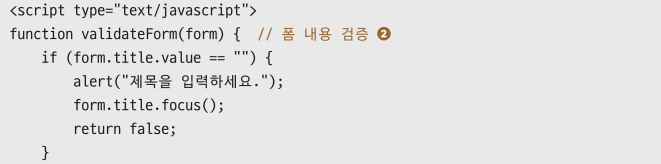 <script type="text/javascript">
function validateForm(form) {  // 폼 내용 검증 ❷
    if (form.title.value == "") {
        alert("제목을 입력하세요.");
        form.title.focus();
        return false;
    }